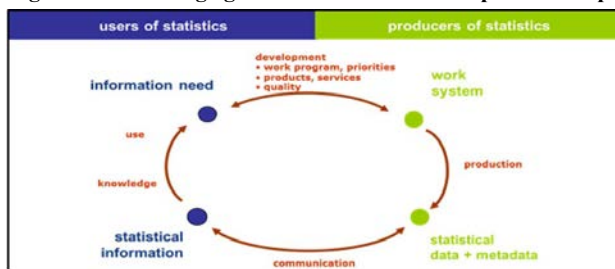 users of statistics
producers of statistics
development
• work program, priorities
• products, services
• quality
information need
work
system
use
production
knowledge
statistical
information
statistical
data + metadata
communication